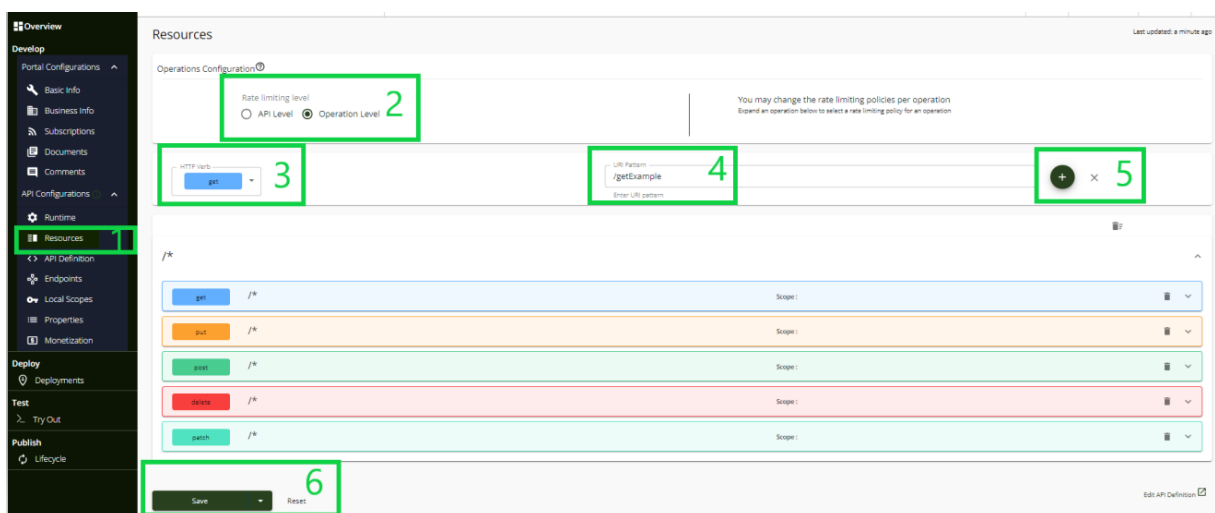 Overview
Develop
Portal Configurations
Basic Info
Business Info
Subscriptions
Documents
Comments
API Configurations
Runtime
Resources 1
API Definition
Endpoints
Local Scopes
Properties
Monetization
Deploy
Deployments
Test
Try Out
Publish
Lifecycle
Resources
Last updated: a minute ago
Operations Configuration
Rate limiting level
API Level Operation Level 2
You may change the rate limiting policies per operation
Expand an operation below to select a rate limiting policy for an operation
HTTP Verb
get 3
URI Pattern
/getExample 4
Enter URI pattern
+ × 5
/*
get /* Scope :
put /* Scope :
post /* Scope :
delete /* Scope :
patch /* Scope :
6
Save Reset
Edit API Definition